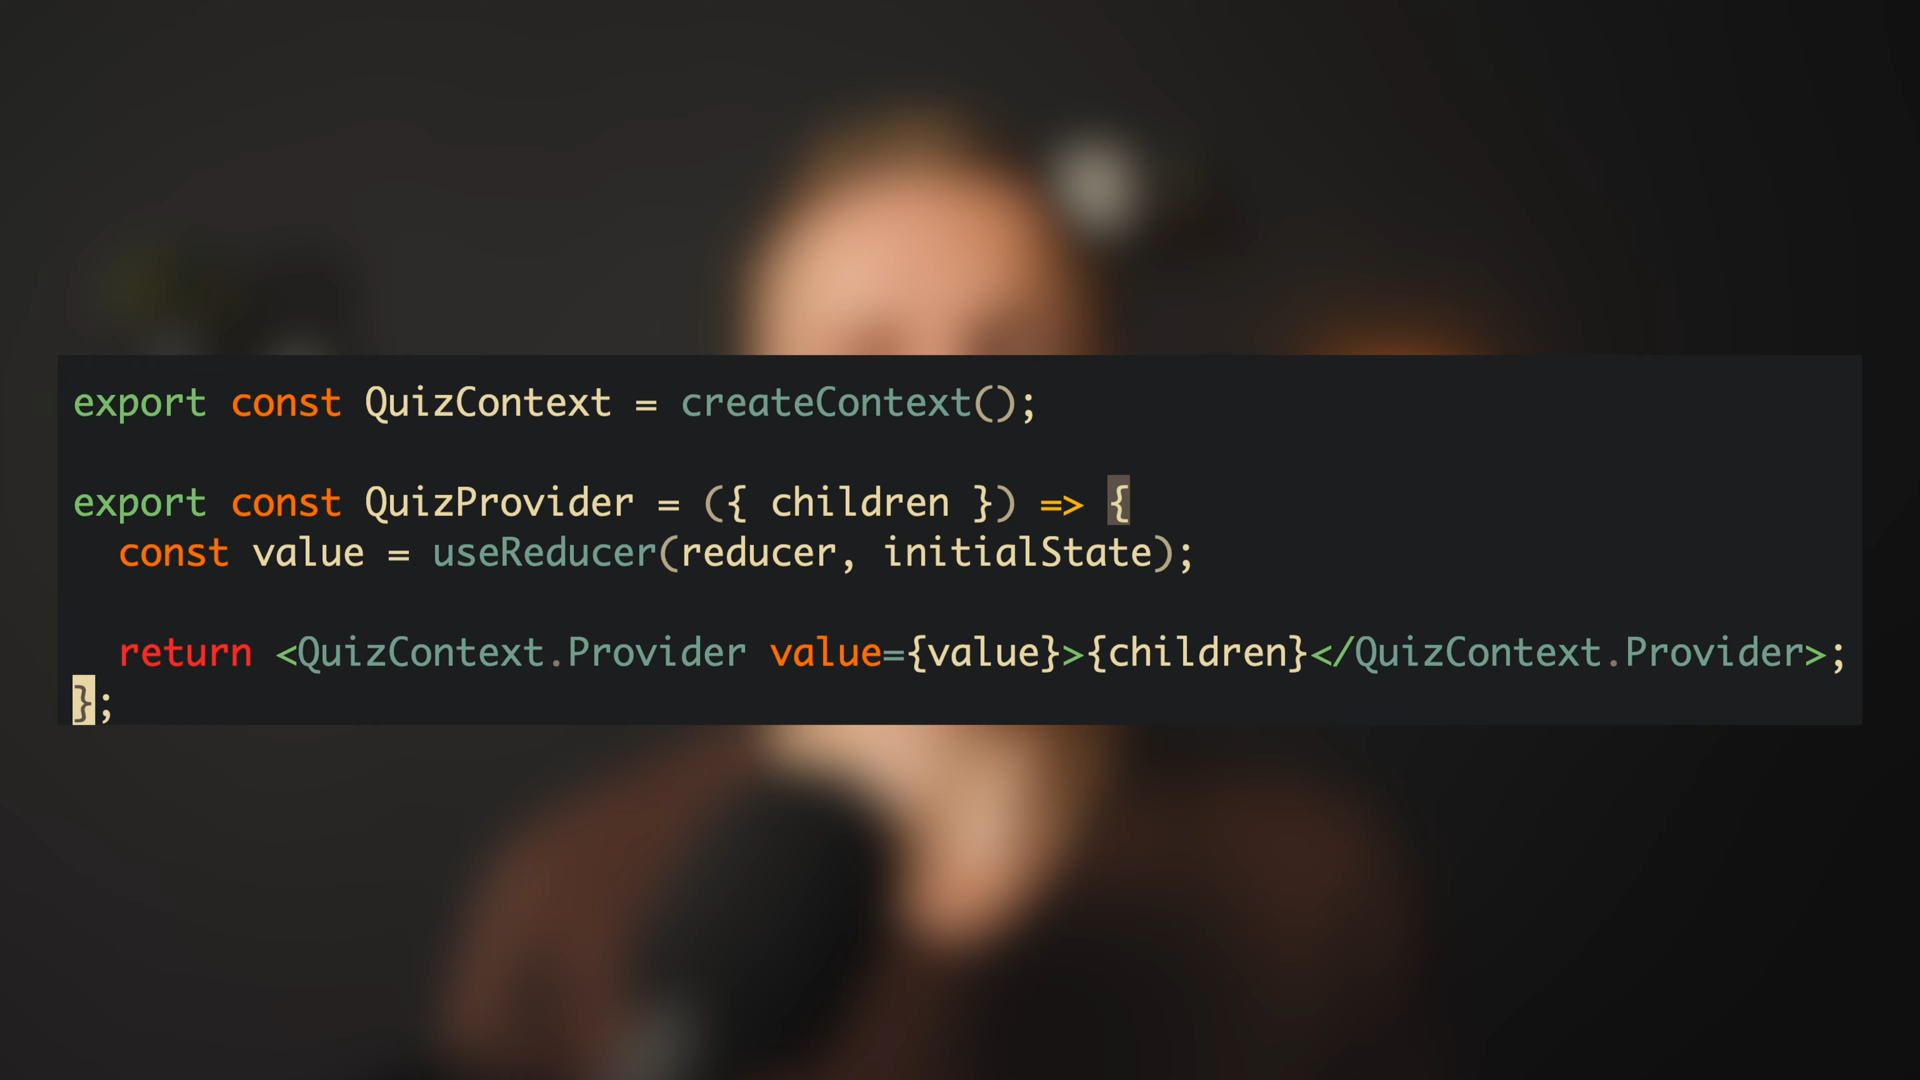 export const QuizContext = createContext();
export const QuizProvider = ({ children }) => {
  const value = useReducer(reducer, initialState);
  return <QuizContext.Provider value={value}>{children}</QuizContext.Provider>;
};